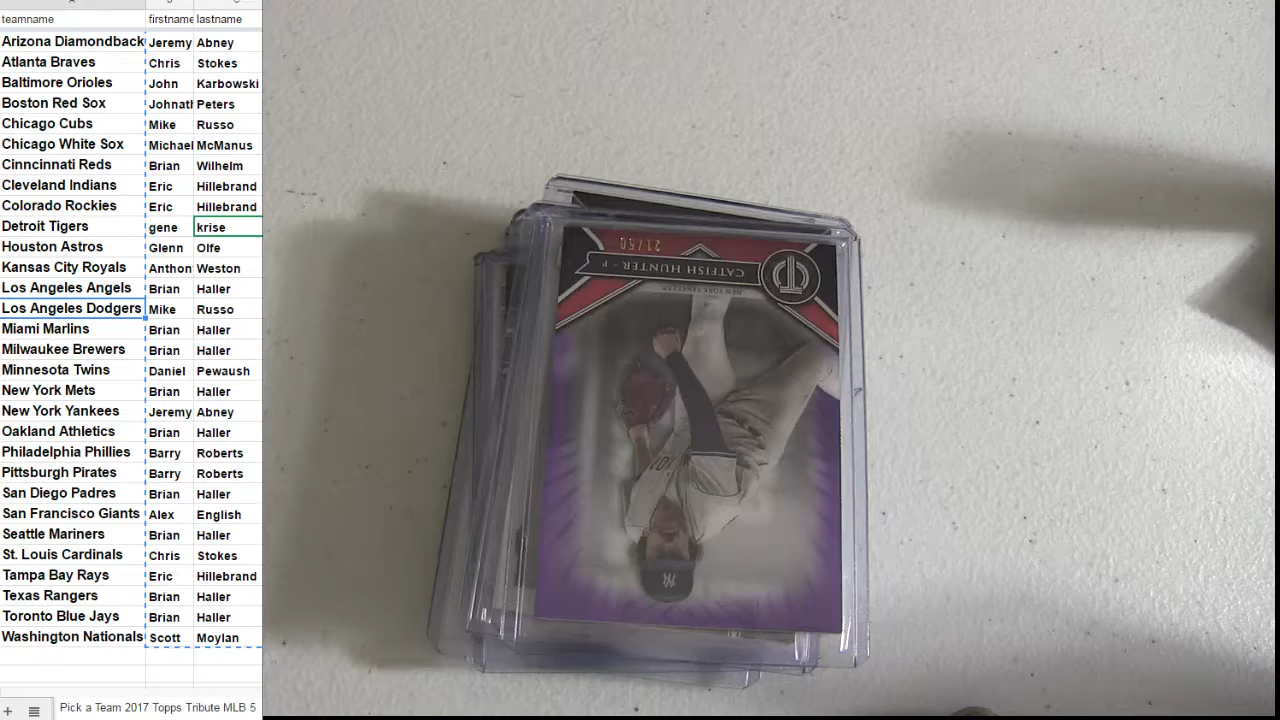 teamname firstname lastname
Arizona Diamondback Jeremy Abney
Atlanta Braves Chris Stokes
Baltimore Orioles John Karbowski
Boston Red Sox Johnath Peters
Chicago Cubs Mike Russo
Chicago White Sox Michael McManus
Cinncinnati Reds Brian Wilhelm
Cleveland Indians Eric Hillebrand
Colorado Rockies Eric Hillebrand
Detroit Tigers gene krise
Houston Astros Glenn Olfe
Kansas City Royals Anthon Weston
Los Angeles Angels Brian Haller
Los Angeles Dodgers Mike Russo
Miami Marlins Brian Haller
Milwaukee Brewers Brian Haller
Minnesota Twins Daniel Pewaush
New York Mets Brian Haller
New York Yankees Jeremy Abney
Oakland Athletics Brian Haller
Philadelphia Phillies Barry Roberts
Pittsburgh Pirates Barry Roberts
San Diego Padres Brian Haller
San Francisco Giants Alex English
Seattle Mariners Brian Haller
St. Louis Cardinals Chris Stokes
Tampa Bay Rays Eric Hillebrand
Texas Rangers Brian Haller
Toronto Blue Jays Brian Haller
Washington Nationals Scott Moylan
Pick a Team 2017 Topps Tribute MLB 5
21/50
CATFISH HUNTER - P
NEW YORK YANKEES